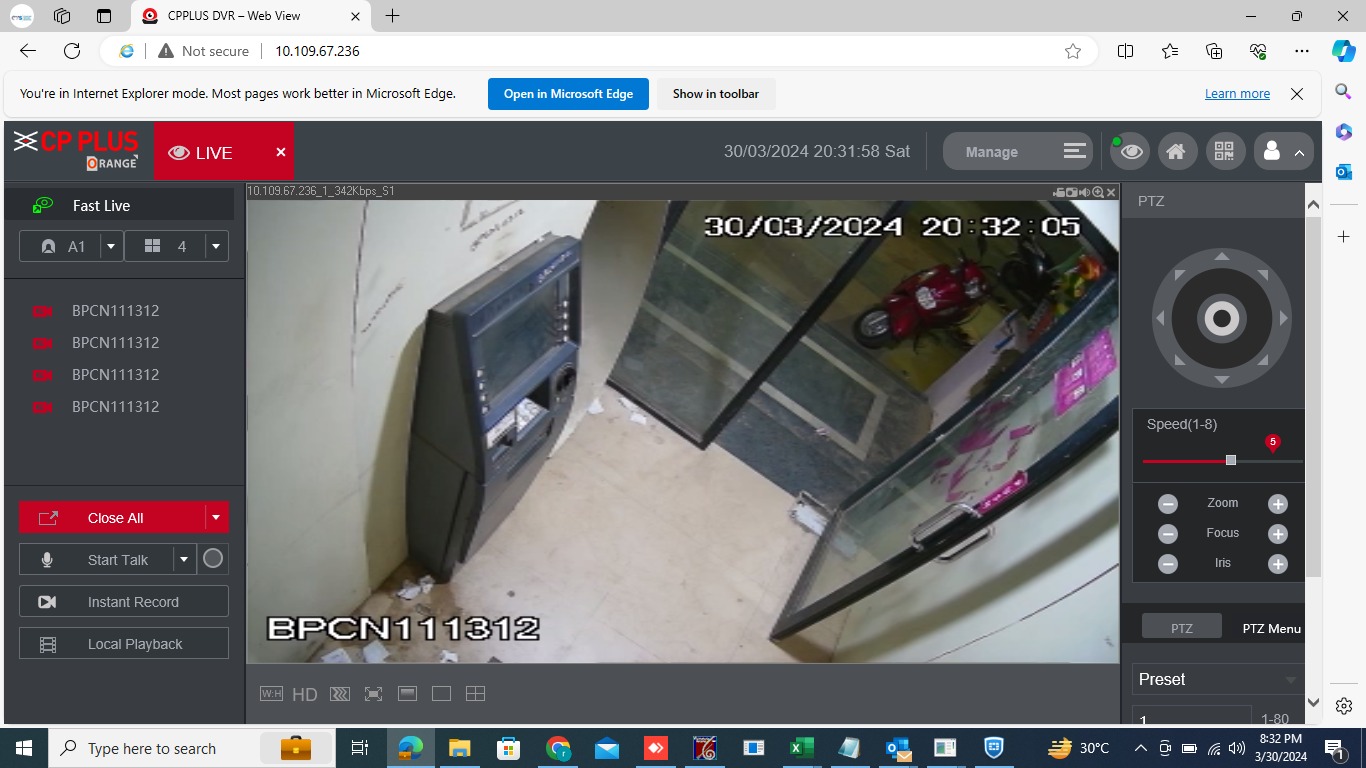 CPPLUS DVR – Web View
Not secure
10.109.67.236
You're in Internet Explorer mode. Most pages work better in Microsoft Edge.
Open in Microsoft Edge
Show in toolbar
Learn more
CP PLUS
ORANGE
LIVE
30/03/2024 20:31:58 Sat
Manage
Fast Live
10.109.67.236_1_342Kbps_S1
PTZ
A1
4
30/03/2024 20:32:05
BPCN111312
BPCN111312
BPCN111312
BPCN111312
Speed(1-8)
5
Zoom
Focus
Iris
Close All
Start Talk
Instant Record
Local Playback
BPCN111312
PTZ
PTZ Menu
W:H
HD
Preset
1
1-80
Type here to search
30°C
8:32 PM
3/30/2024
1